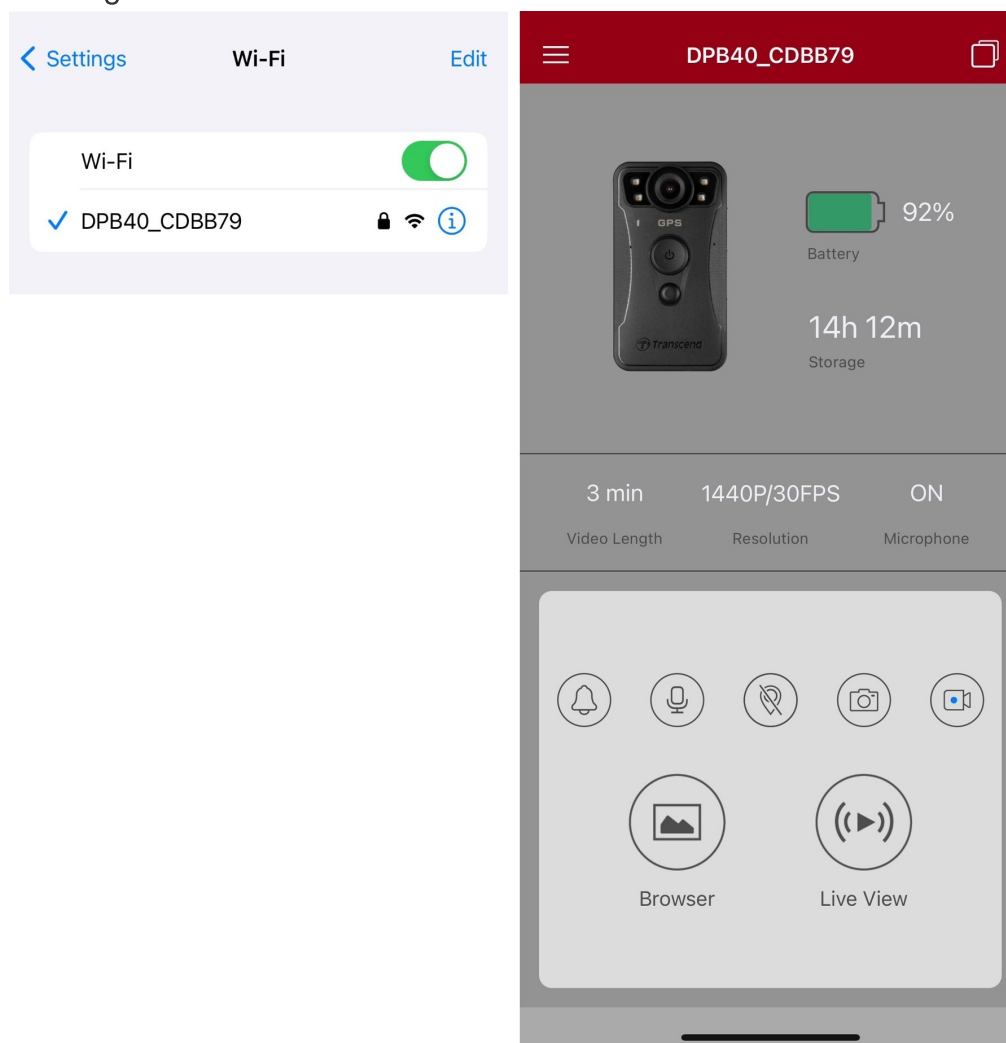 Settings
Wi-Fi
Edit
Wi-Fi
DPB40_CDBB79
DPB40_CDBB79
GPS
Transcend
92%
Battery
14h 12m
Storage
3 min
1440P/30FPS
ON
Video Length
Resolution
Microphone
Browser
Live View